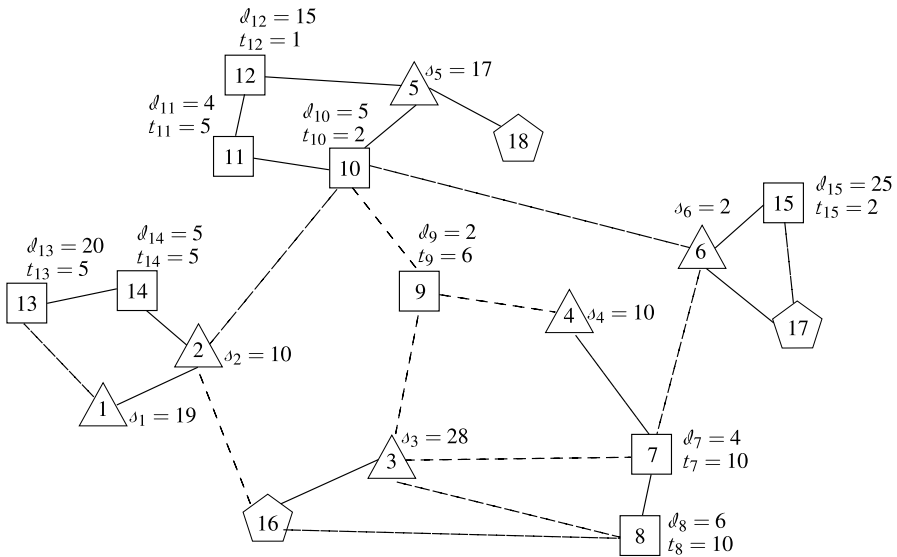 𝒹₁₂ = 15
t₁₂ = 1
12
5
𝓈₅ = 17
𝒹₁₁ = 4
t₁₁ = 5
𝒹₁₀ = 5
t₁₀ = 2
18
11
10
𝒹₁₅ = 25
t₁₅ = 2
15
𝓈₆ = 2
6
𝒹₁₃ = 20
t₁₃ = 5
𝒹₁₄ = 5
t₁₄ = 5
𝒹₉ = 2
t₉ = 6
13
14
9
4
𝓈₄ = 10
17
2
𝓈₂ = 10
1
𝓈₁ = 19
𝓈₃ = 28
3
7
𝒹₇ = 4
t₇ = 10
16
8
𝒹₈ = 6
t₈ = 10